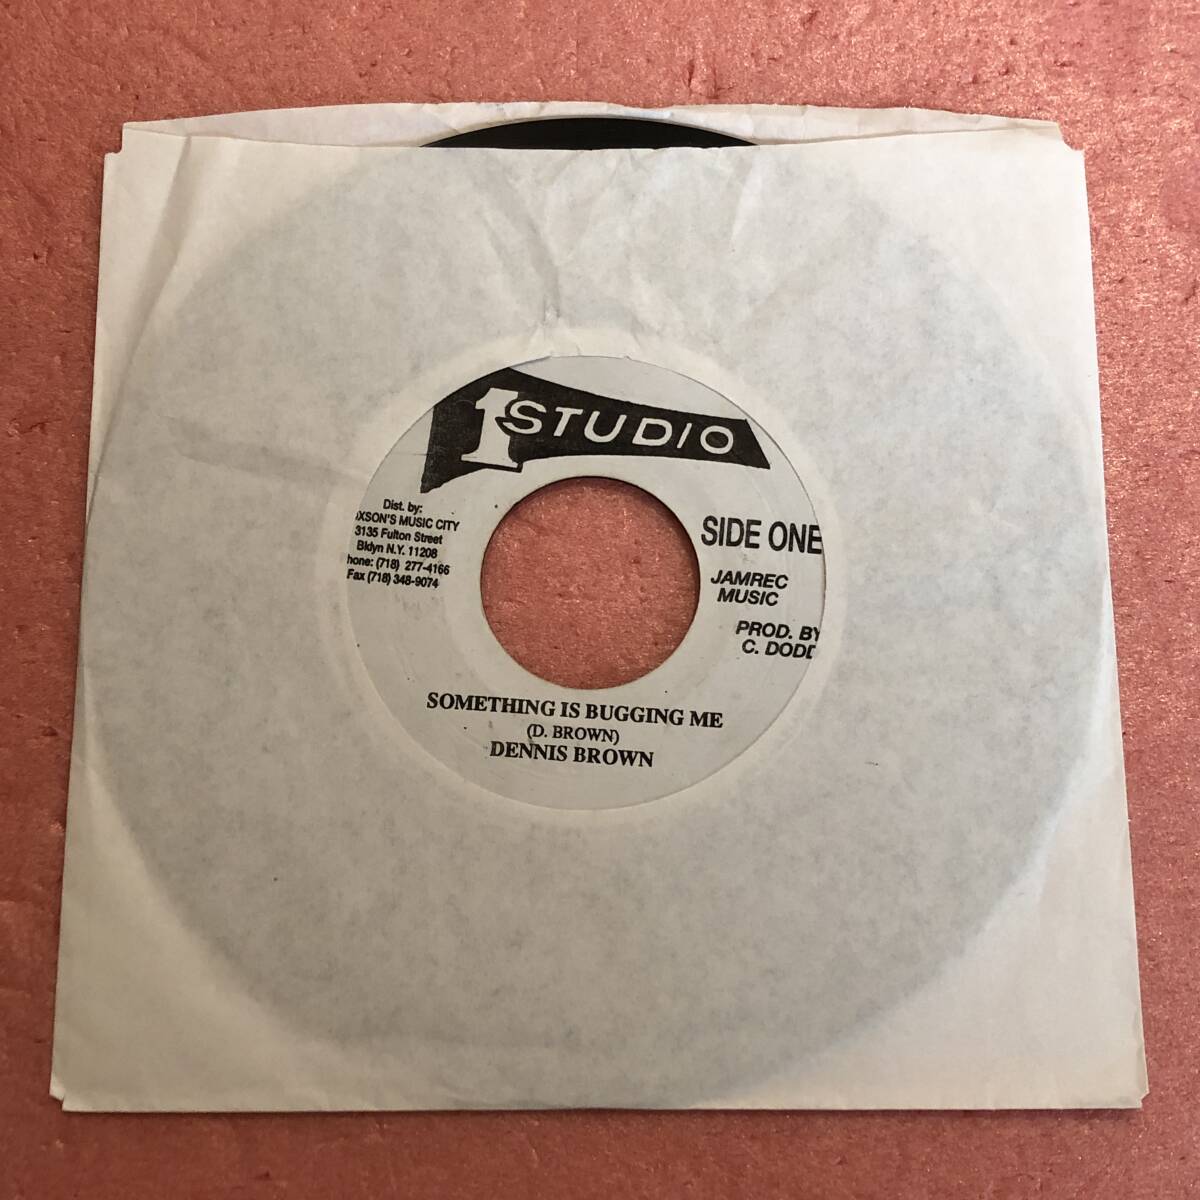 1 STUDIO
Dist. by:
OXSON'S MUSIC CITY
3135 Fulton Street
Bklyn N.Y. 11208
hone: (718) 277-4166
Fax (718) 348-9074
SIDE ONE
JAMREC
MUSIC
PROD. BY
C. DODD
SOMETHING IS BUGGING ME
(D. BROWN)
DENNIS BROWN